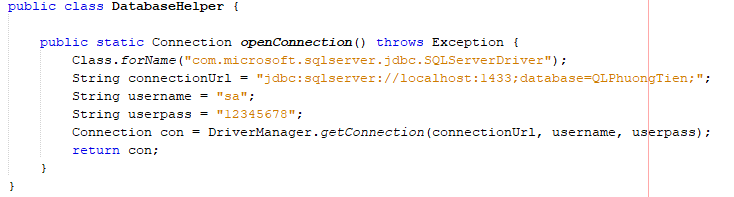 public class DatabaseHelper {
public static Connection openConnection() throws Exception {
Class.forName("com.microsoft.sqlserver.jdbc.SQLServerDriver");
String connectionUrl = "jdbc:sqlserver://localhost:1433;database=QLPhuongTien;";
String username = "sa";
String userpass = "12345678";
Connection con = DriverManager.getConnection(connectionUrl, username, userpass);
return con;
}
}